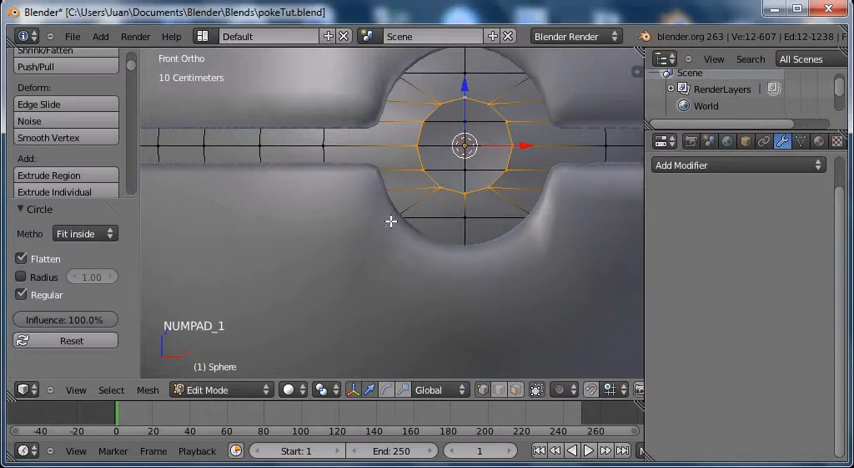 Blender* [C:\Users\Juan\Documents\Blender\Blends\pokeTut.blend]
File Add Render Help Default Scene Blender Render blender.org 263 | Ve:12-607 | Ed:12-1238 | F
View Search All Scenes
Shrink/Fatten
Push/Pull
Deform:
Edge Slide
Noise
Smooth Vertex
Add:
Extrude Region
Extrude Individual
Circle
Metho Fit inside
Flatten
Radius 1.00
Regular
Influence: 100.0%
Reset
Front Ortho
10 Centimeters
NUMPAD_1
(1) Sphere
Scene
RenderLayers
World
Add Modifier
View Select Mesh Edit Mode Global
-40 -20 0 20 40 60 80 100 120 140 160 180 200 220 240 260
View Marker Frame Playback Start: 1 End: 250 1